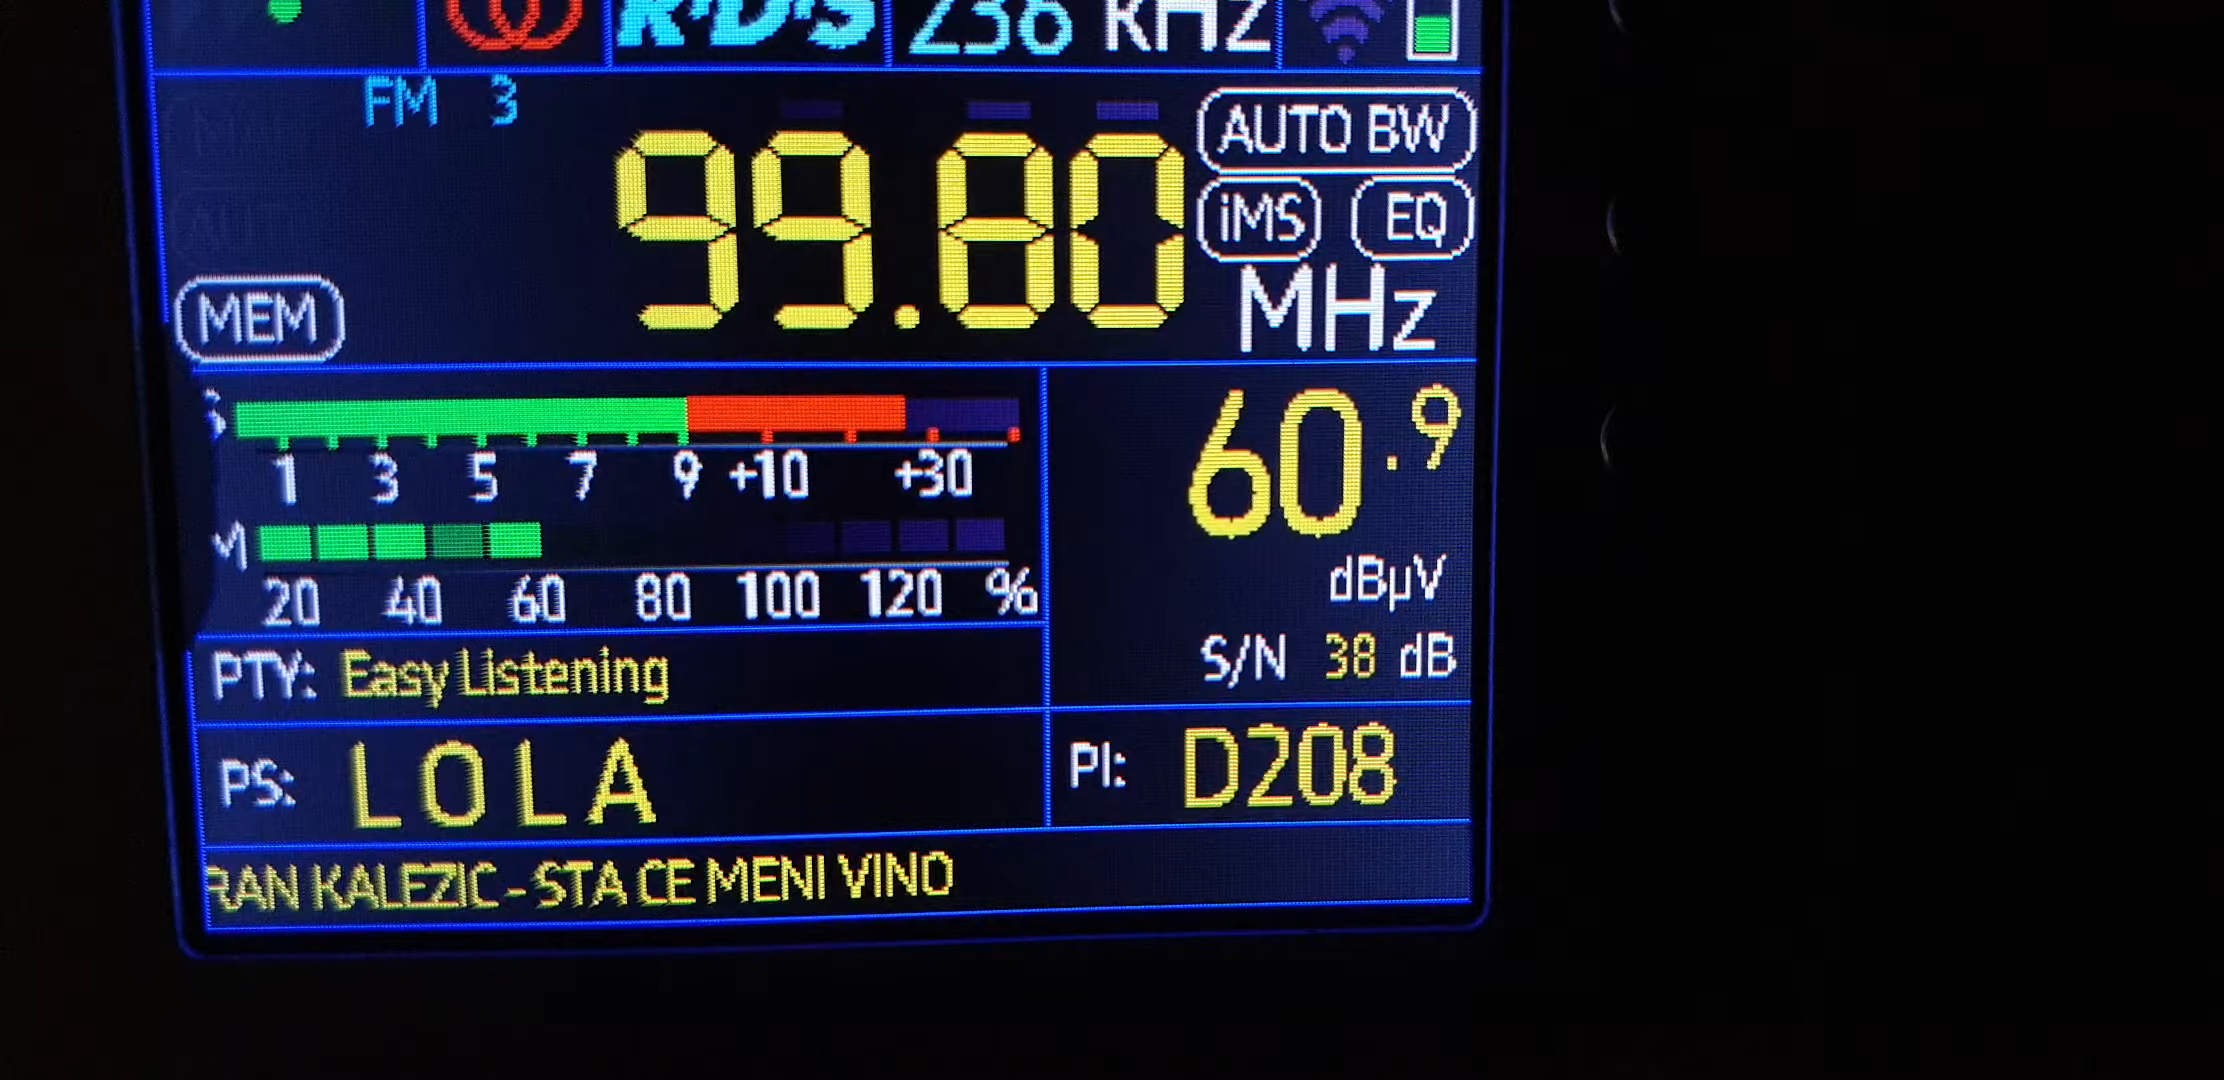 RDS 236 KHz
FM 3
99.80 MHz
AUTO BW
iMS EQ
MEM
S
1 3 5 7 9 +10 +30
M
20 40 60 80 100 120 %
60.9
dBµV
S/N 38 dB
PTY: Easy Listening
PS: LOLA
PI: D208
RAN KALEZIC - STA CE MENI VINO